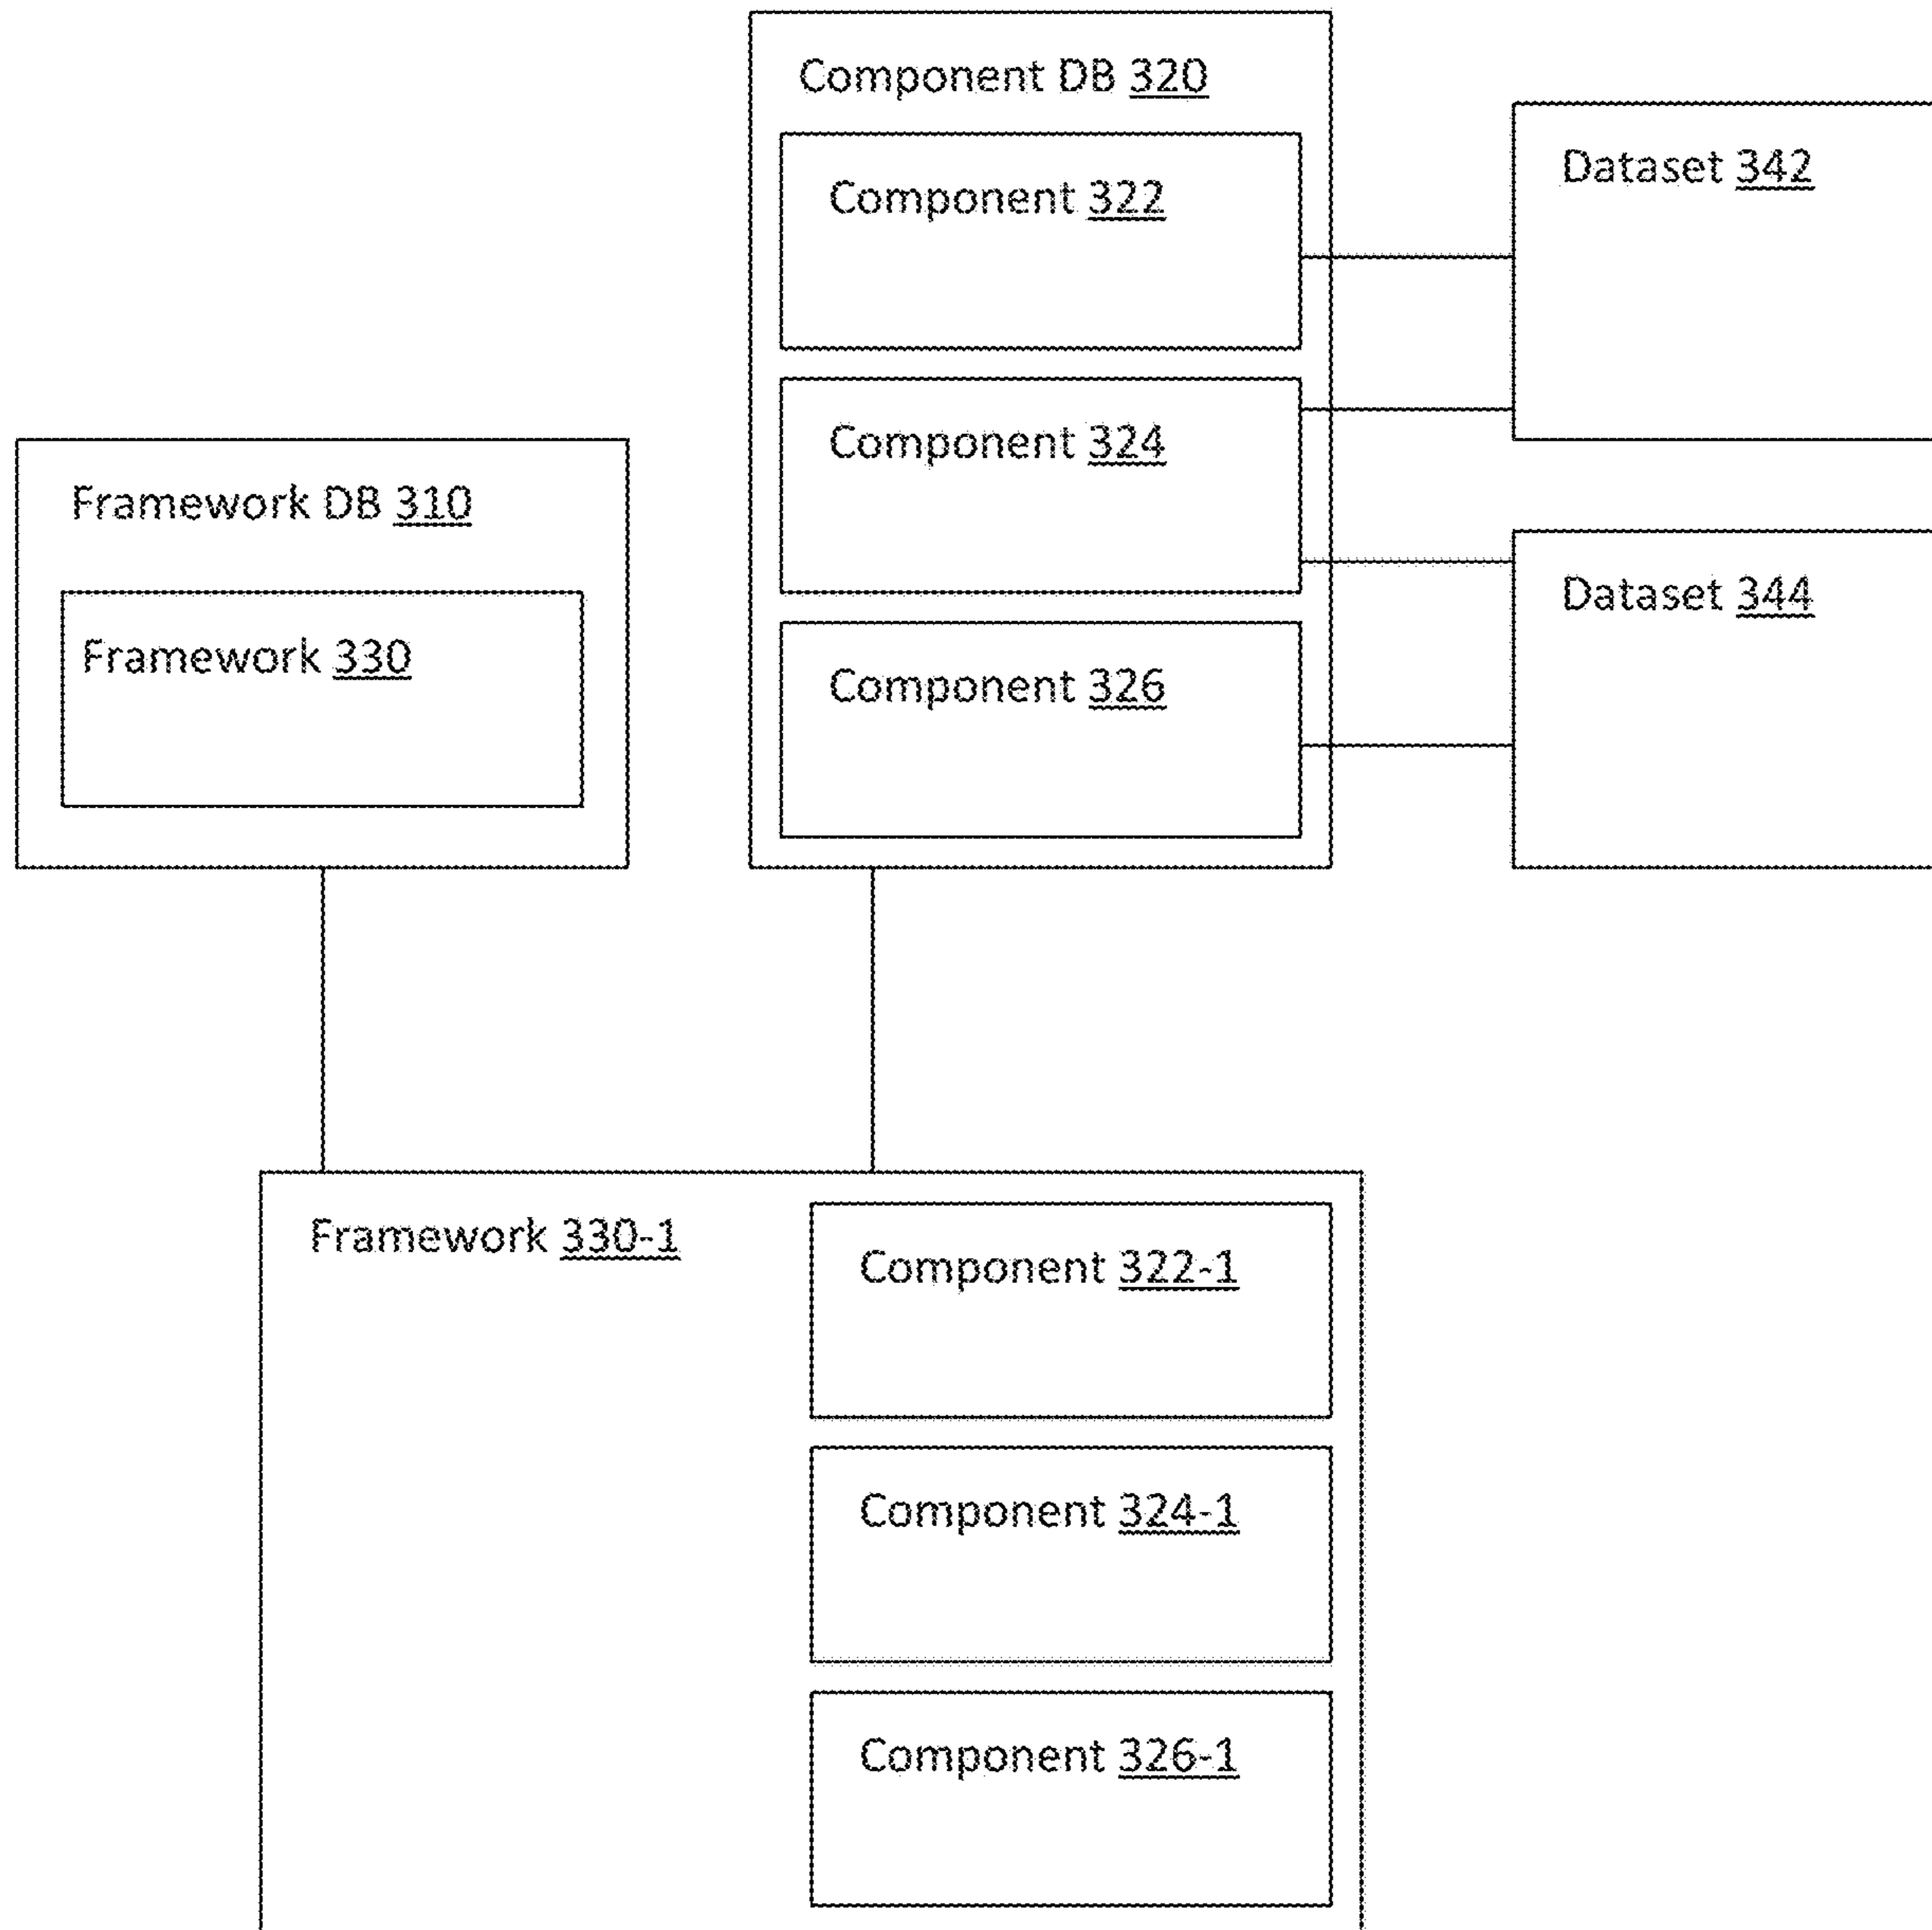 Component DB 320
Component 322
Dataset 342
Component 324
Framework DB 310
Dataset 344
Framework 330
Component 326
Framework 330-1
Component 322-1
Component 324-1
Component 326-1